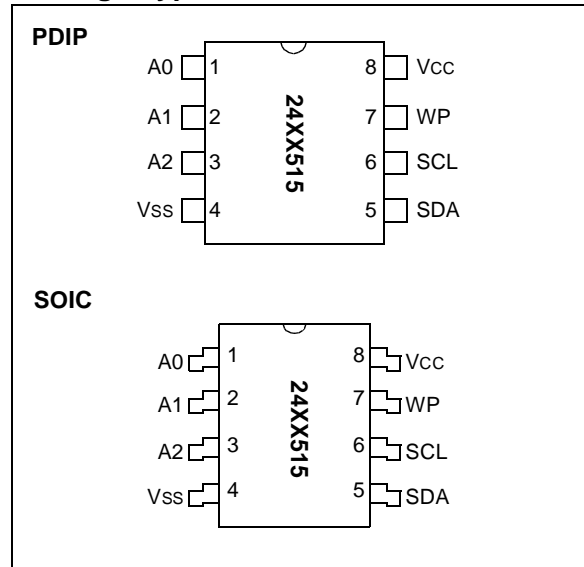 PDIP
A0 1 8 Vcc
A1 2 7 WP
A2 3 6 SCL
Vss 4 5 SDA
24XX515
SOIC
A0 1 8 Vcc
A1 2 7 WP
A2 3 6 SCL
Vss 4 5 SDA
24XX515